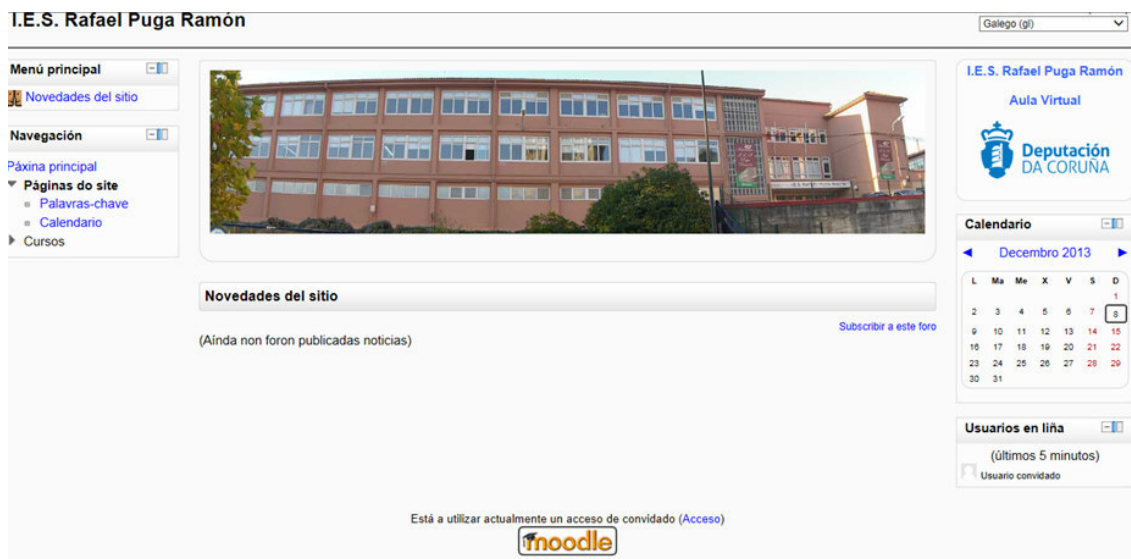 I.E.S. Rafael Puga Ramón
Galego (gl)
Menú principal
Novedades del sitio
Navegación
Páxina principal
Páginas do site
Palavras-chave
Calendario
Cursos
Novedades del sitio
Subscribir a este foro
(Aínda non foron publicadas noticias)
I.E.S. Rafael Puga Ramón
Aula Virtual
Deputación
DA CORUÑA
Calendario
◄ Decembro 2013 ►
L Ma Me X V S D
1
2 3 4 5 6 7 8
9 10 11 12 13 14 15
16 17 18 19 20 21 22
23 24 25 26 27 28 29
30 31
Usuarios en liña
(últimos 5 minutos)
Usuario convidado
Está a utilizar actualmente un acceso de convidado (Acceso)
moodle